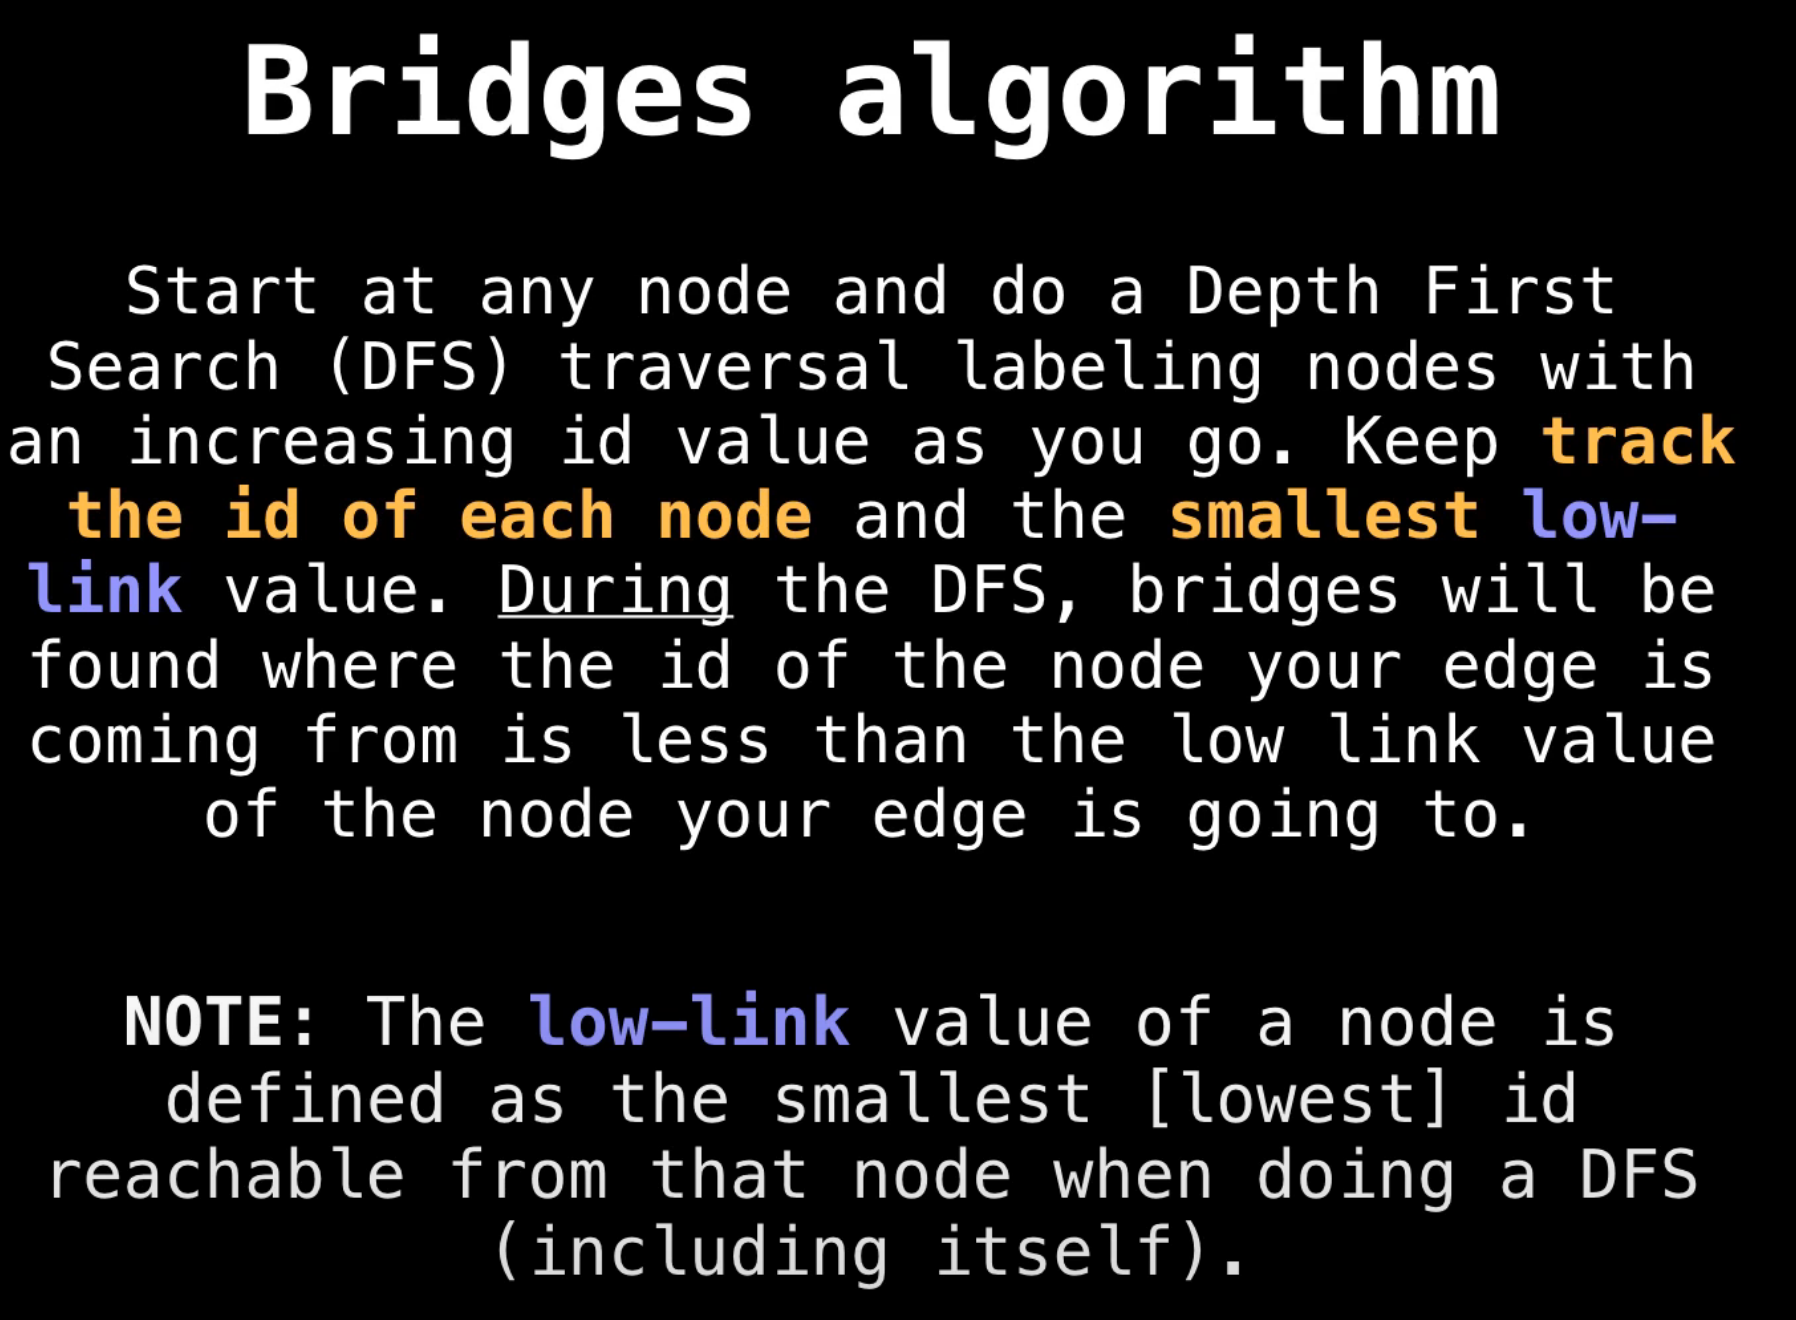 Bridges algorithm
Start at any node and do a Depth First
Search (DFS) traversal labeling nodes with
an increasing id value as you go. Keep track
the id of each node and the smallest low-
link value. During the DFS, bridges will be
found where the id of the node your edge is
coming from is less than the low link value
of the node your edge is going to.
NOTE: The low-link value of a node is
defined as the smallest [lowest] id
reachable from that node when doing a DFS
(including itself).